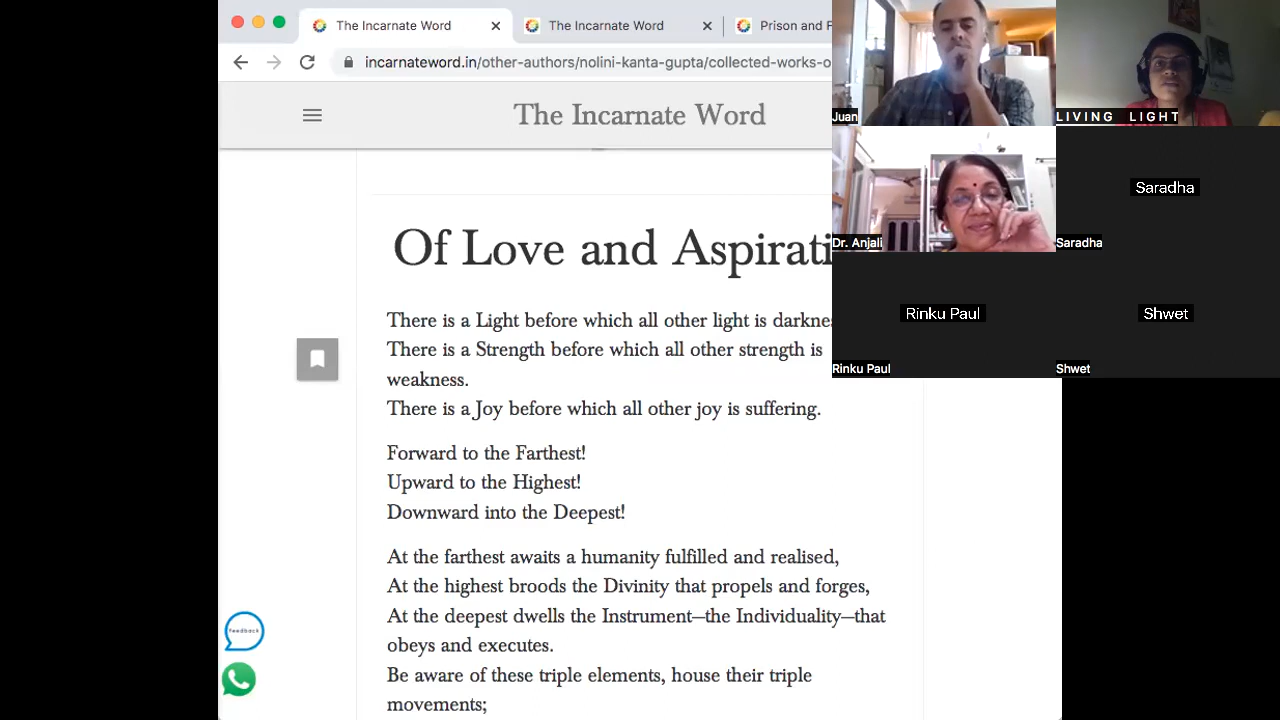 The Incarnate Word
The Incarnate Word
Prison and F
incarnateword.in/other-authors/nolini-kanta-gupta/collected-works-o
The Incarnate Word
Of Love and Aspirati
There is a Light before which all other light is darkne
There is a Strength before which all other strength is
weakness.
There is a Joy before which all other joy is suffering.
Forward to the Farthest!
Upward to the Highest!
Downward into the Deepest!
At the farthest awaits a humanity fulfilled and realised,
At the highest broods the Divinity that propels and forges,
At the deepest dwells the Instrument—the Individuality—that
obeys and executes.
Be aware of these triple elements, house their triple
movements;
feedback
Juan
LIVING LIGHT
Dr. Anjali
Saradha
Saradha
Rinku Paul
Rinku Paul
Shwet
Shwet